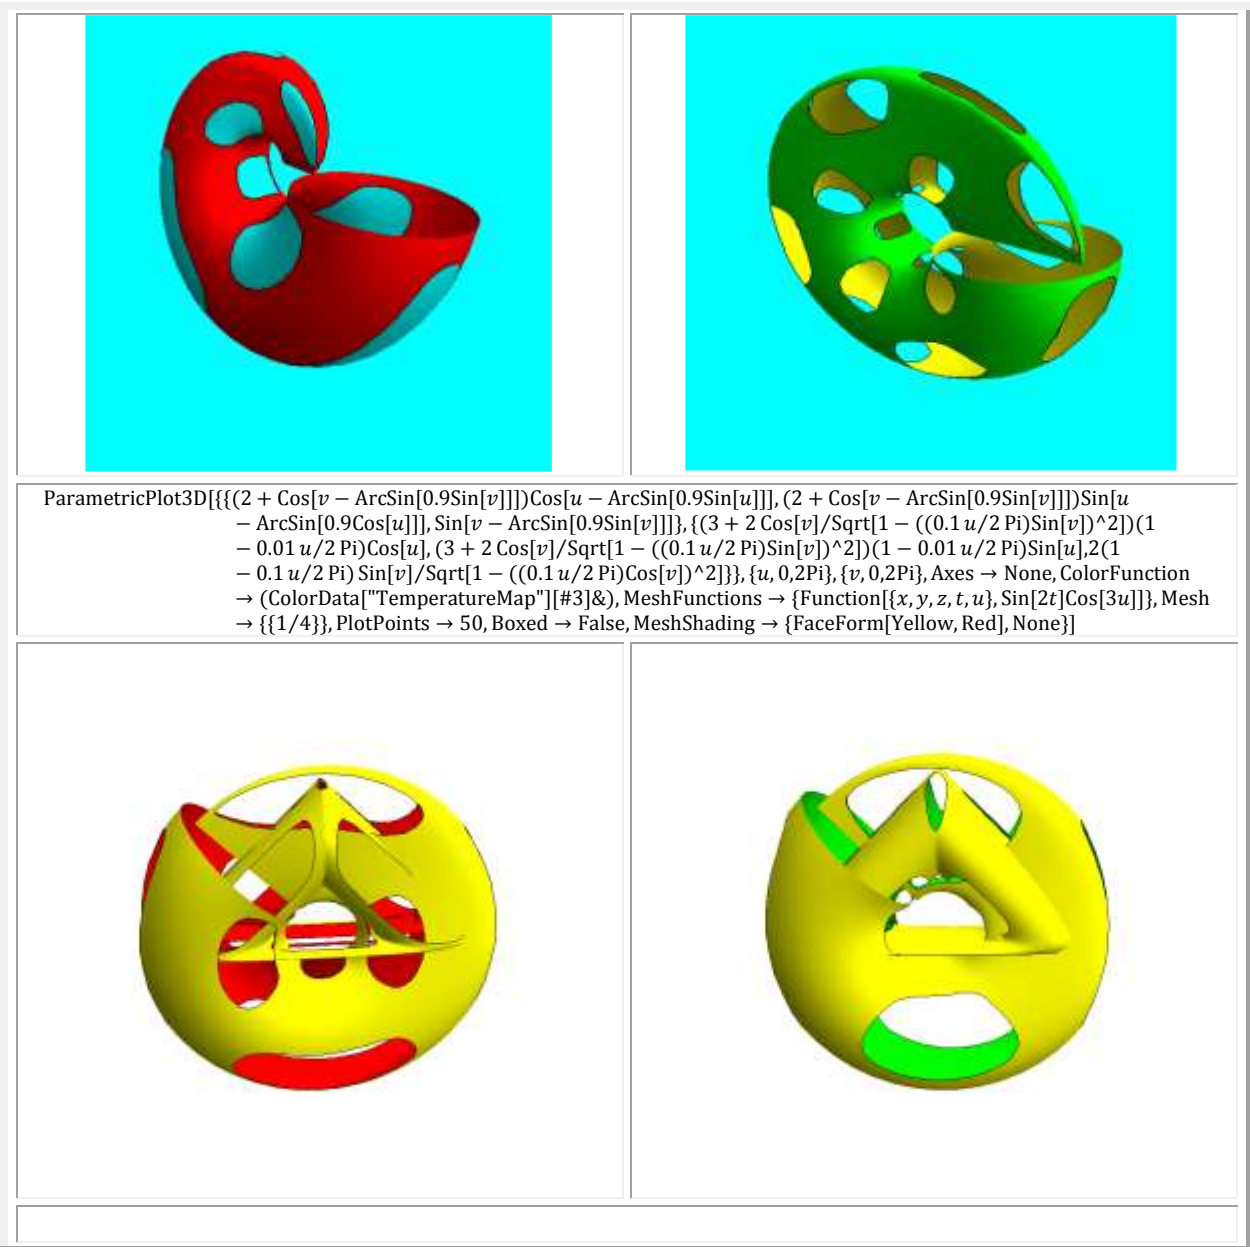 ParametricPlot3D[{{(2 + Cos[v − ArcSin[0.9Sin[v]]])Cos[u − ArcSin[0.9Sin[u]]], (2 + Cos[v − ArcSin[0.9Sin[v]]])Sin[u
− ArcSin[0.9Cos[u]]], Sin[v − ArcSin[0.9Sin[v]]]}, {(3 + 2 Cos[v]/Sqrt[1 − ((0.1 u/2 Pi)Sin[v])^2])(1
− 0.01 u/2 Pi)Cos[u], (3 + 2 Cos[v]/Sqrt[1 − ((0.1 u/2 Pi)Sin[v])^2])(1 − 0.01 u/2 Pi)Sin[u],2(1
− 0.1 u/2 Pi) Sin[v]/Sqrt[1 − ((0.1 u/2 Pi)Cos[v])^2]}}, {u, 0,2Pi}, {v, 0,2Pi}, Axes → None, ColorFunction
→ (ColorData["TemperatureMap"][#3]&), MeshFunctions → {Function[{x, y, z, t, u}, Sin[2t]Cos[3u]]}, Mesh
→ {{1/4}}, PlotPoints → 50, Boxed → False, MeshShading → {FaceForm[Yellow, Red], None}]